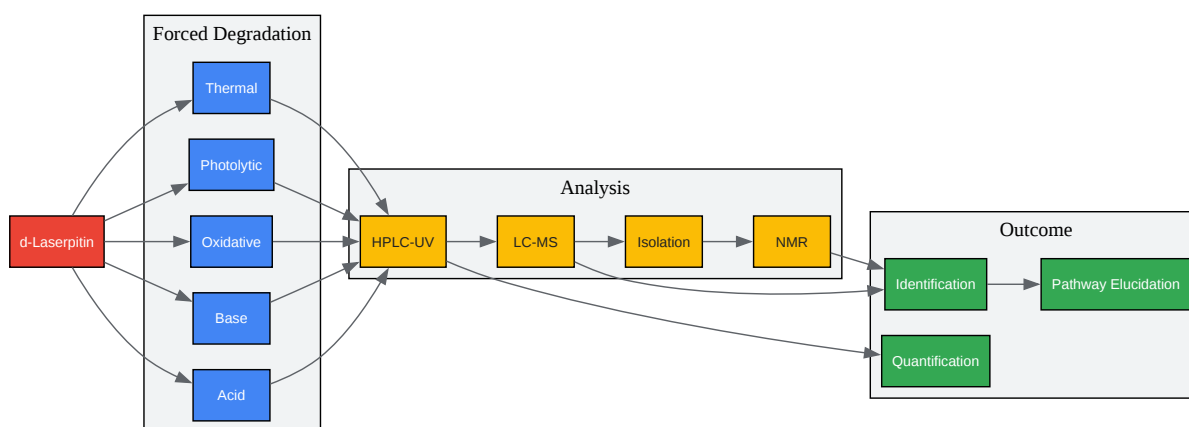 Forced Degradation
Thermal
Photolytic
d-Laserpitin
Oxidative
Base
Acid
Analysis
HPLC-UV
LC-MS
Isolation
NMR
Outcome
Identification
Pathway Elucidation
Quantification